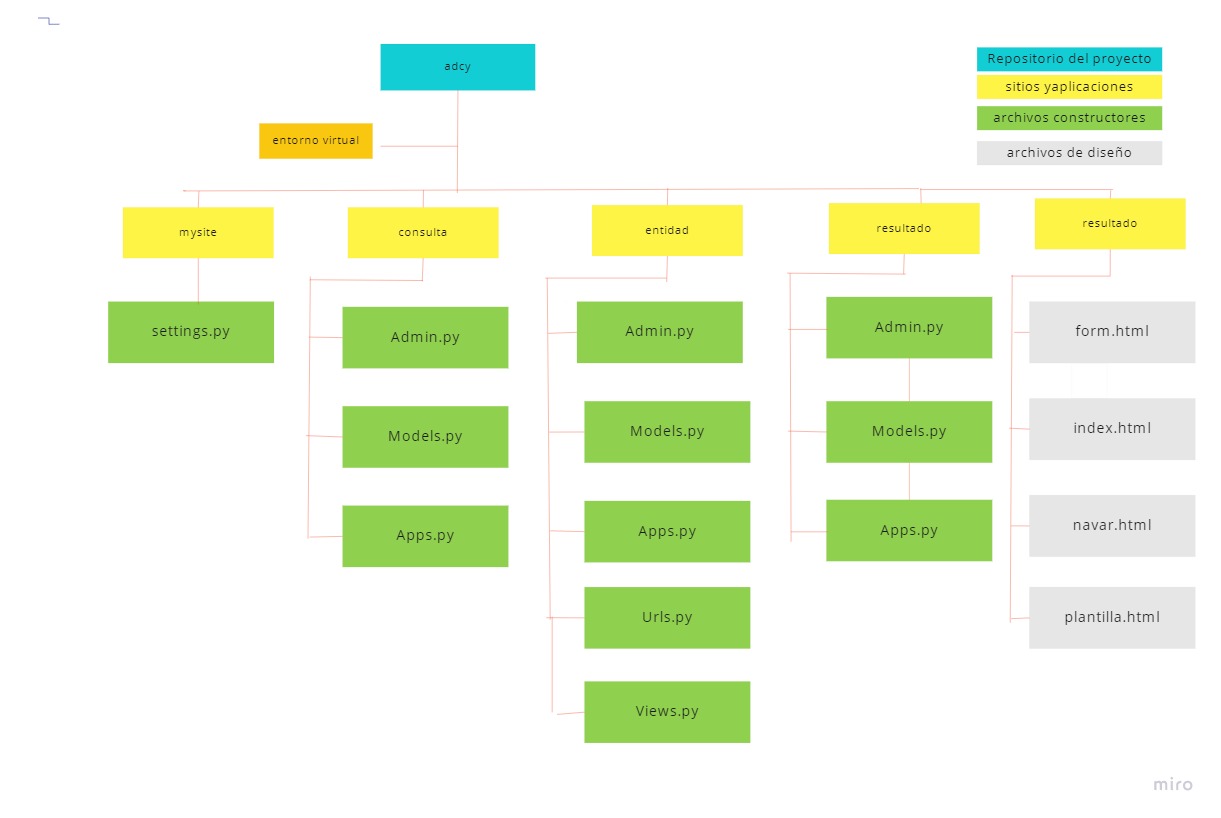 adcy
entorno virtual
Repositorio del proyecto
sitios yaplicaciones
archivos constructores
archivos de diseño
mysite
consulta
entidad
resultado
resultado
settings.py
Admin.py
Models.py
Apps.py
Admin.py
Models.py
Apps.py
Urls.py
Views.py
Admin.py
Models.py
Apps.py
form.html
index.html
navar.html
plantilla.html
miro